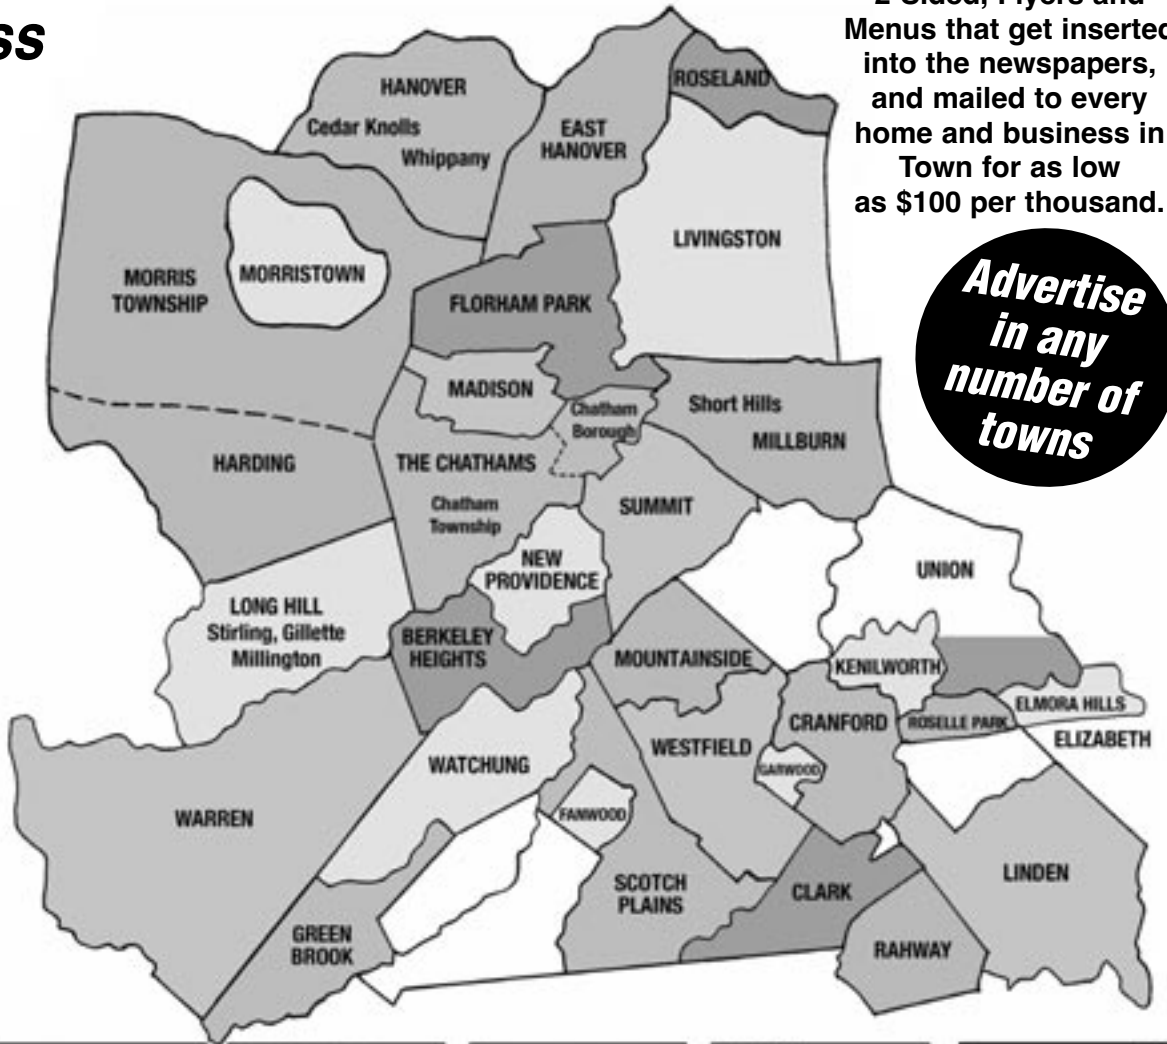 2-Sided, Flyers and
Menus that get inserted
into the newspapers,
and mailed to every
home and business in
Town for as low
as $100 per thousand.
Advertise
in any
number of
towns
HANOVER
Cedar Knolls
Whippany
EAST
HANOVER
ROSELAND
LIVINGSTON
MORRIS
TOWNSHIP
MORRISTOWN
FLORHAM PARK
MADISON
Chatham
Borough
Short Hills
MILLBURN
HARDING
THE CHATHAMS
Chatham
Township
SUMMIT
NEW
PROVIDENCE
UNION
LONG HILL
Stirling, Gillette
Millington
BERKELEY
HEIGHTS
MOUNTAINSIDE
KENILWORTH
ELMORA HILLS
ROSELLE PARK
ELIZABETH
CRANFORD
WESTFIELD
GARWOOD
WATCHUNG
WARREN
FANWOOD
SCOTCH
PLAINS
CLARK
LINDEN
GREEN
BROOK
RAHWAY